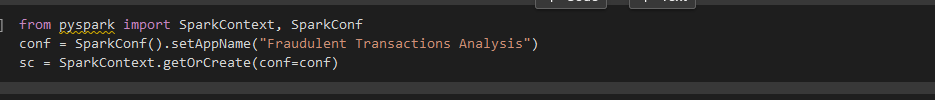 from pyspark import SparkContext, SparkConf
conf = SparkConf().setAppName("Fraudulent Transactions Analysis")
sc = SparkContext.getOrCreate(conf=conf)